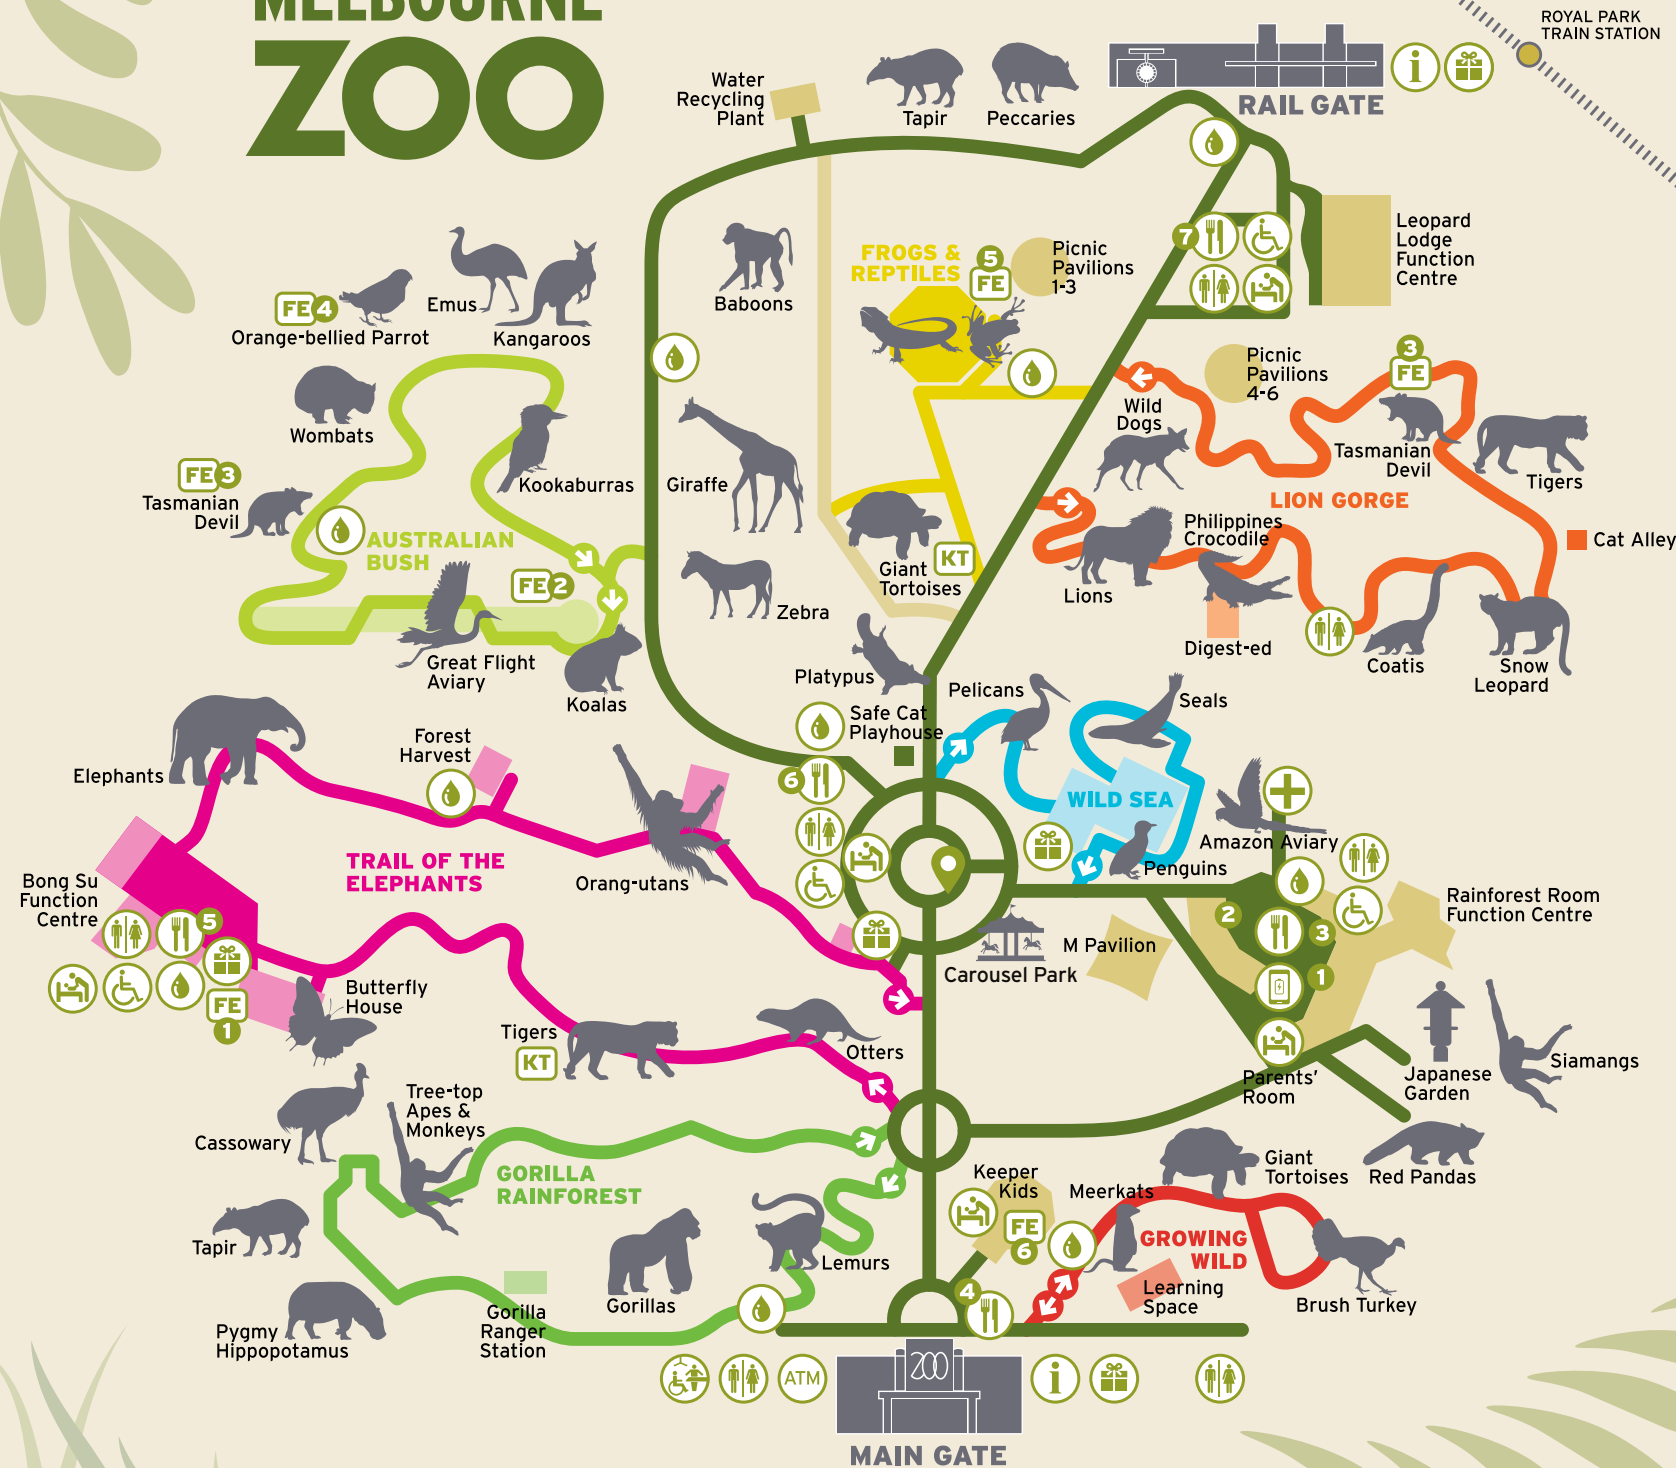 MELBOURNE
ZOO
ROYAL PARK
TRAIN STATION
Water
Recycling
Plant
Tapir
Peccaries
i
RAIL GATE
7
Leopard
Lodge
Function
Centre
Baboons
FROGS &
REPTILES
5
FE
Picnic
Pavilions
1-3
FE 4
Orange-bellied Parrot
Emus
Kangaroos
Wombats
Kookaburras
FE 3
Tasmanian
Devil
AUSTRALIAN
BUSH
FE 2
Great Flight
Aviary
Koalas
Giraffe
Zebra
Giant
Tortoises
KT
Platypus
Picnic
Pavilions
4-6
3
FE
Wild
Dogs
Tasmanian
Devil
Tigers
LION GORGE
Philippines
Crocodile
Cat Alley
Lions
Digest-ed
Coatis
Snow
Leopard
Pelicans
Seals
Safe Cat
Playhouse
6
WILD SEA
Amazon Aviary
Penguins
Elephants
Forest
Harvest
TRAIL OF THE
ELEPHANTS
Orang-utans
Bong Su
Function
Centre
5
FE
1
Butterfly
House
Tigers
KT
Otters
Carousel Park
M Pavilion
2
3
1
Rainforest Room
Function Centre
Parents'
Room
Japanese
Garden
Siamangs
Red Pandas
Cassowary
Tree-top
Apes &
Monkeys
GORILLA
RAINFOREST
Tapir
Pygmy
Hippopotamus
Gorilla
Ranger
Station
Gorillas
Lemurs
Keeper
Kids
FE
6
4
Meerkats
Giant
Tortoises
GROWING
WILD
Learning
Space
Brush Turkey
ATM
ZOO
i
MAIN GATE